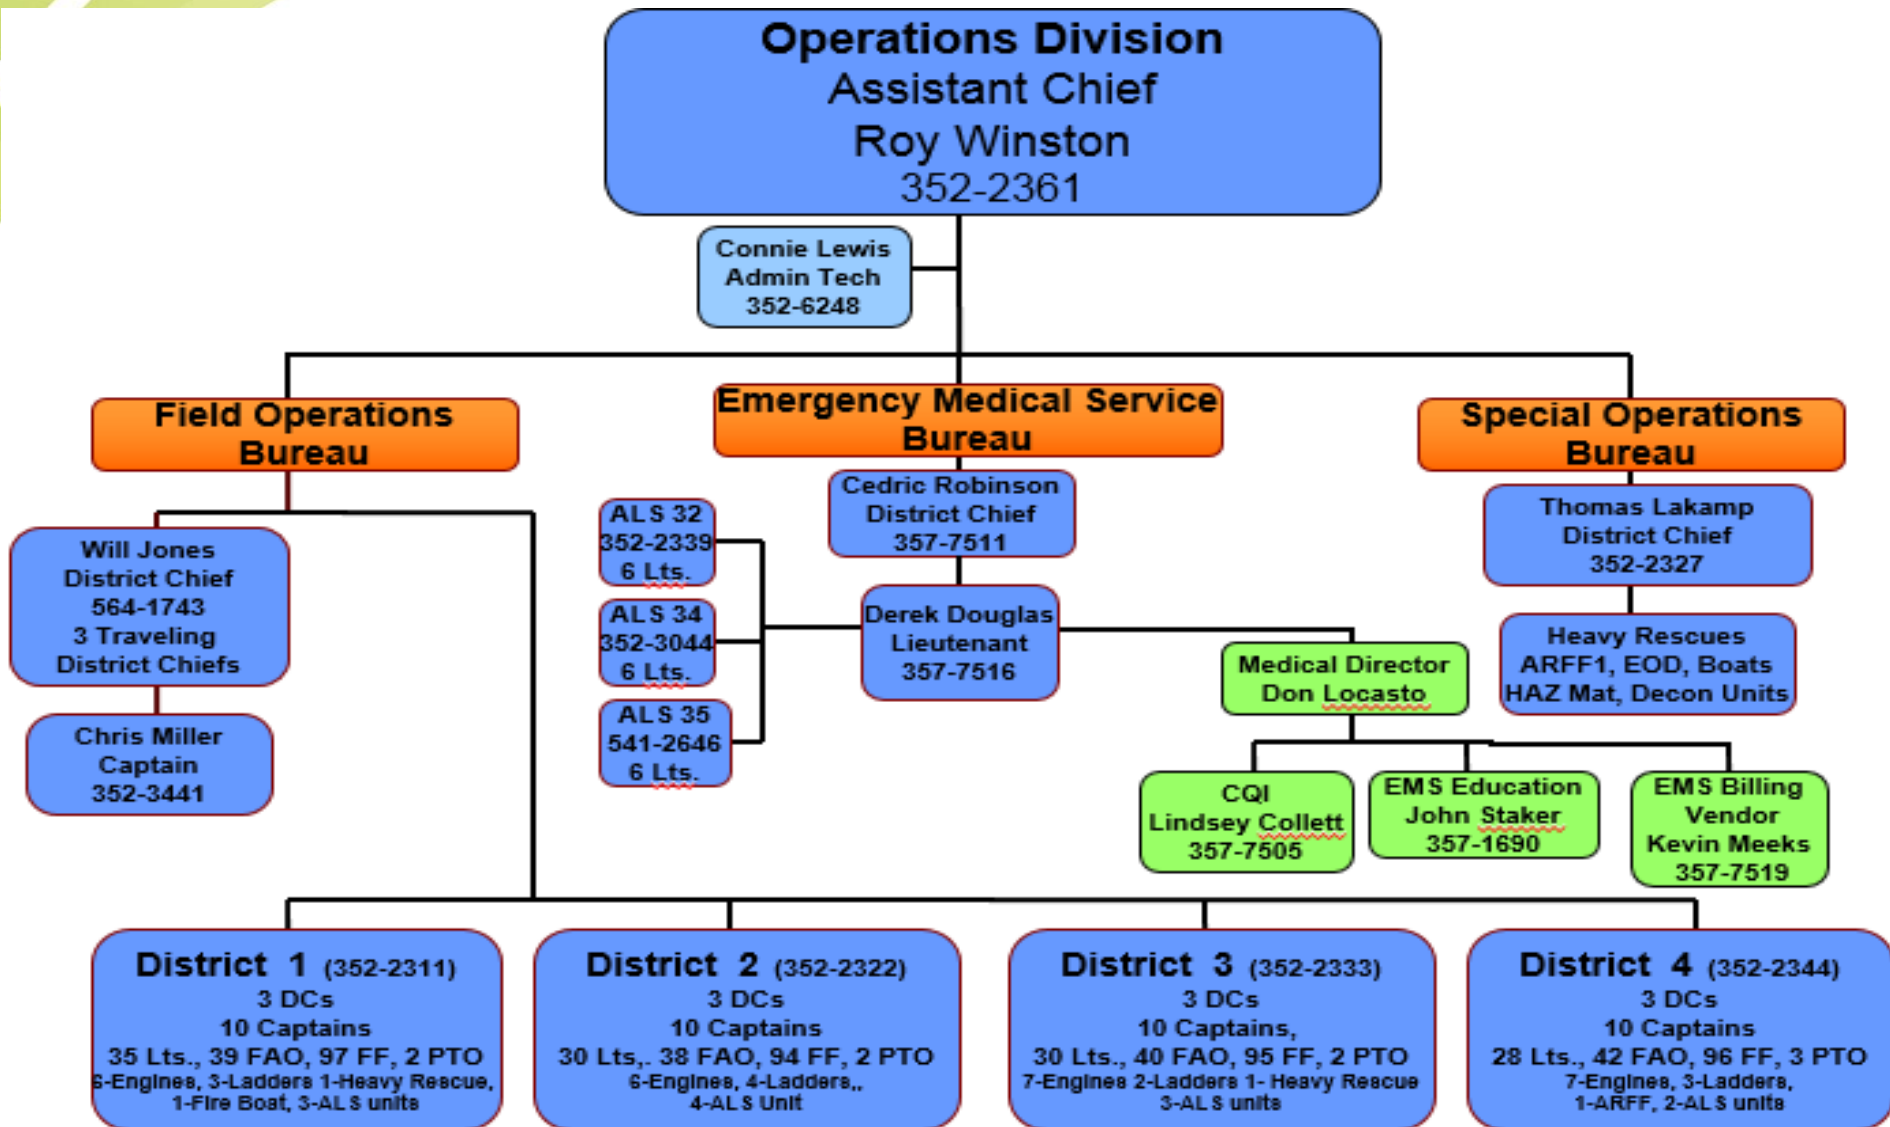 Operations Division
Assistant Chief
Roy Winston
352-2361
Connie Lewis
Admin Tech
352-6248
Field Operations
Bureau
Emergency Medical Service
Bureau
Special Operations
Bureau
Will Jones
District Chief
564-1743
3 Traveling
District Chiefs
Chris Miller
Captain
352-3441
ALS 32
352-2339
6 Lts.
ALS 34
352-3044
6 Lts.
ALS 35
541-2646
6 Lts.
Cedric Robinson
District Chief
357-7511
Derek Douglas
Lieutenant
357-7516
Thomas Lakamp
District Chief
352-2327
Heavy Rescues
ARFF1, EOD, Boats
HAZ Mat, Decon Units
Medical Director
Don Locasto
CQI
Lindsey Collett
357-7505
EMS Education
John Staker
357-1690
EMS Billing
Vendor
Kevin Meeks
357-7519
District 1 (352-2311)
3 DCs
10 Captains
35 Lts., 39 FAO, 97 FF, 2 PTO
6-Engines, 3-Ladders 1-Heavy Rescue,
1-Fire Boat, 3-ALS units
District 2 (352-2322)
3 DCs
10 Captains
30 Lts,. 38 FAO, 94 FF, 2 PTO
6-Engines, 4-Ladders,,
4-ALS Unit
District 3 (352-2333)
3 DCs
10 Captains,
30 Lts., 40 FAO, 95 FF, 2 PTO
7-Engines 2-Ladders 1- Heavy Rescue
3-ALS units
District 4 (352-2344)
3 DCs
10 Captains
28 Lts., 42 FAO, 96 FF, 3 PTO
7-Engines, 3-Ladders,
1-ARFF, 2-ALS units